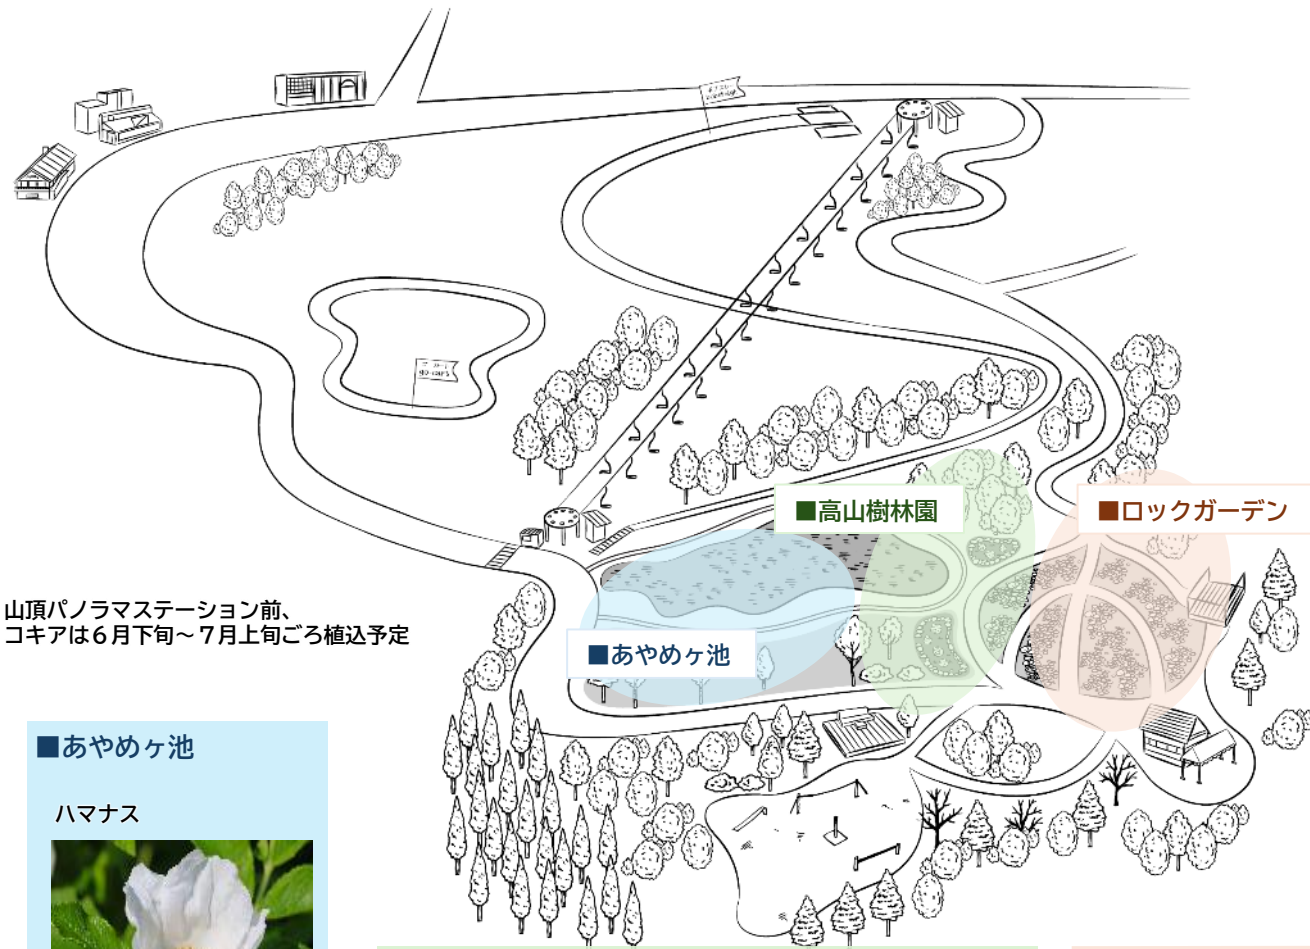 ■高山樹林園
■ロックガーデン
山頂パノラマステーション前、
コキアは６月下旬～７月上旬ごろ植込予定
■あやめヶ池
■あやめヶ池
ハマナス